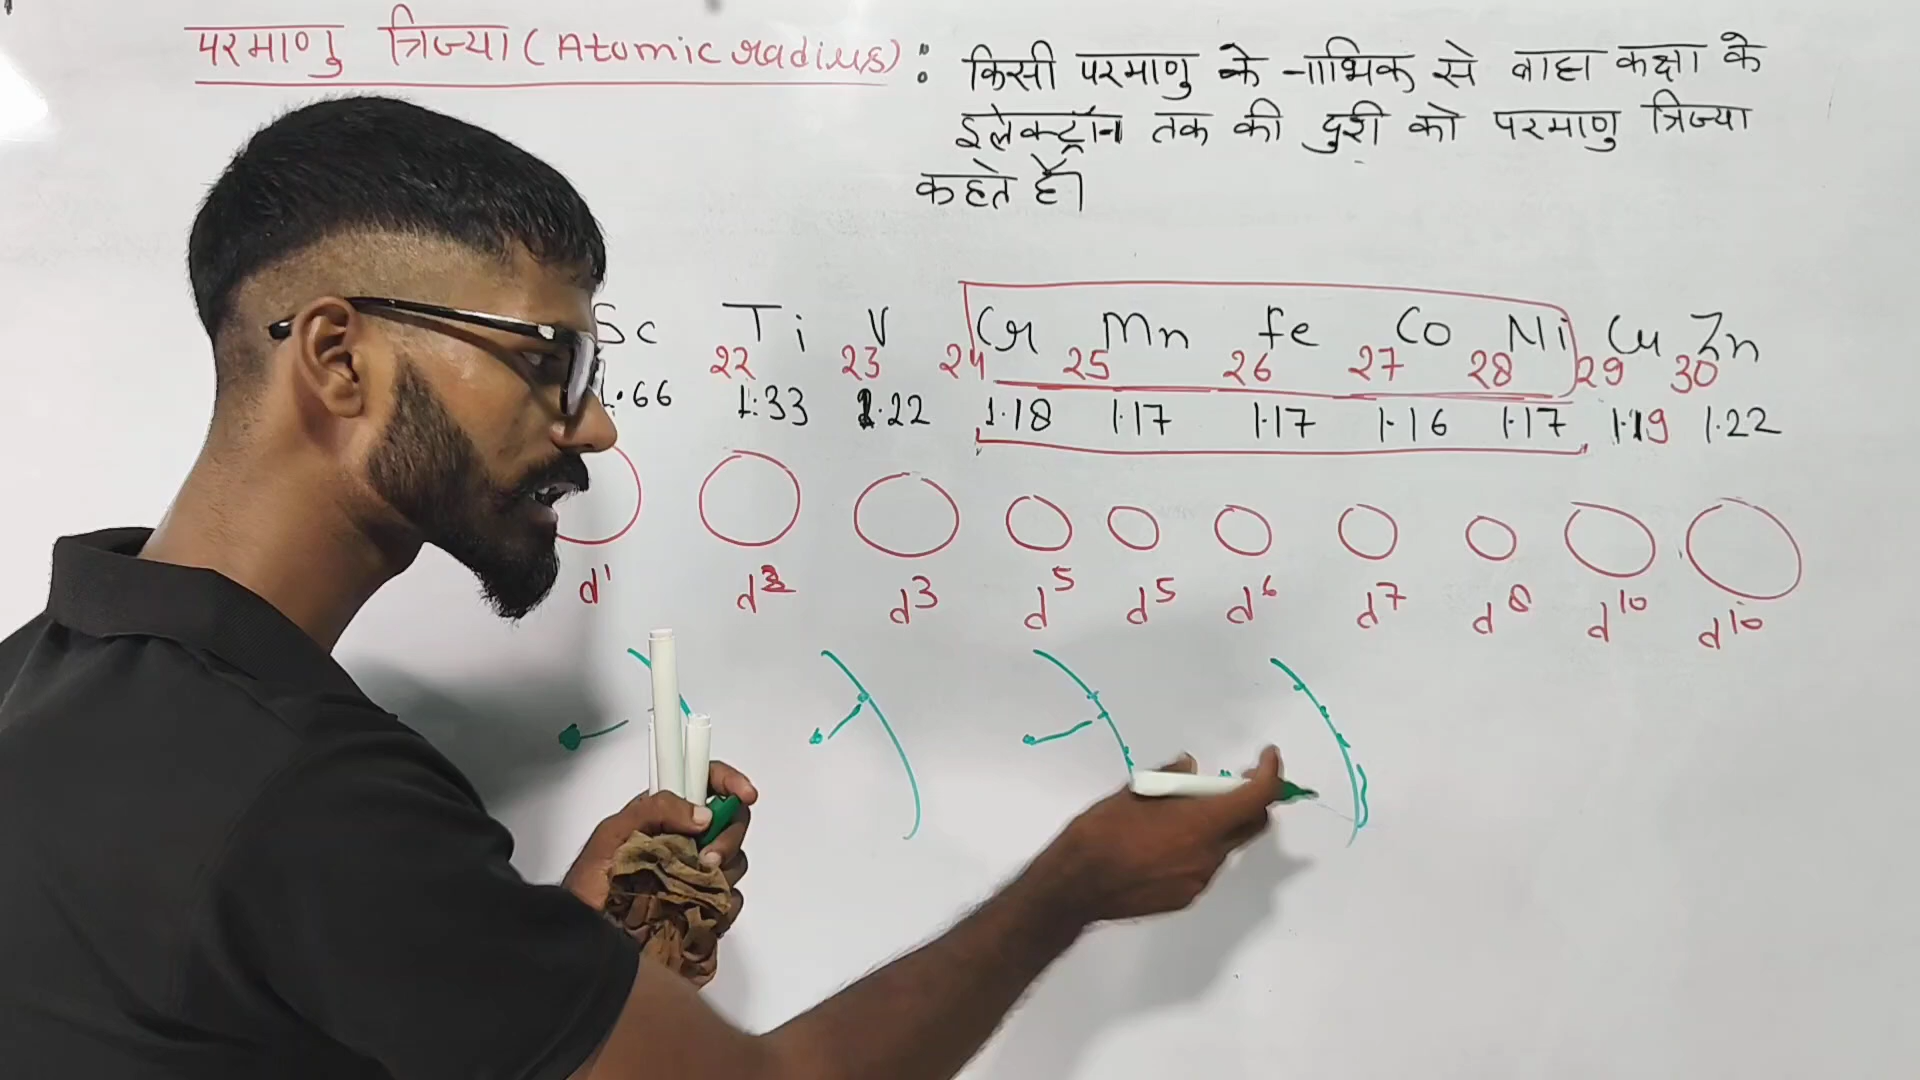 परमाणु त्रिज्या (Atomic radius) : किसी परमाणु के नाभिक से बाह्य कक्षा के
इलेक्ट्रॉन तक की दुरी को परमाणु त्रिज्या
कहते हैं।
Sc Ti V Cr Mn Fe Co Ni Cu Zn
22 23 24 25 26 27 28 29 30
1.66 1.33 1.22 1.18 1.17 1.17 1.16 1.17 1.19 1.22
d¹ d² d³ d⁵ d⁵ d⁶ d⁷ d⁸ d¹⁰ d¹⁰